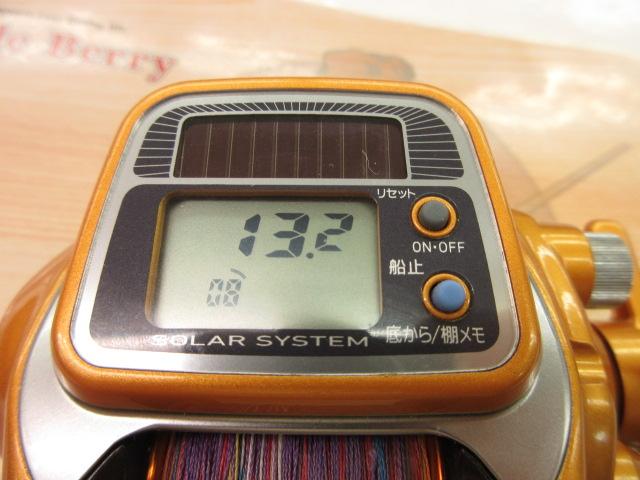 Berry
リセット
13.2
ON・OFF
船止
08
SOLAR SYSTEM
底から/棚メモ